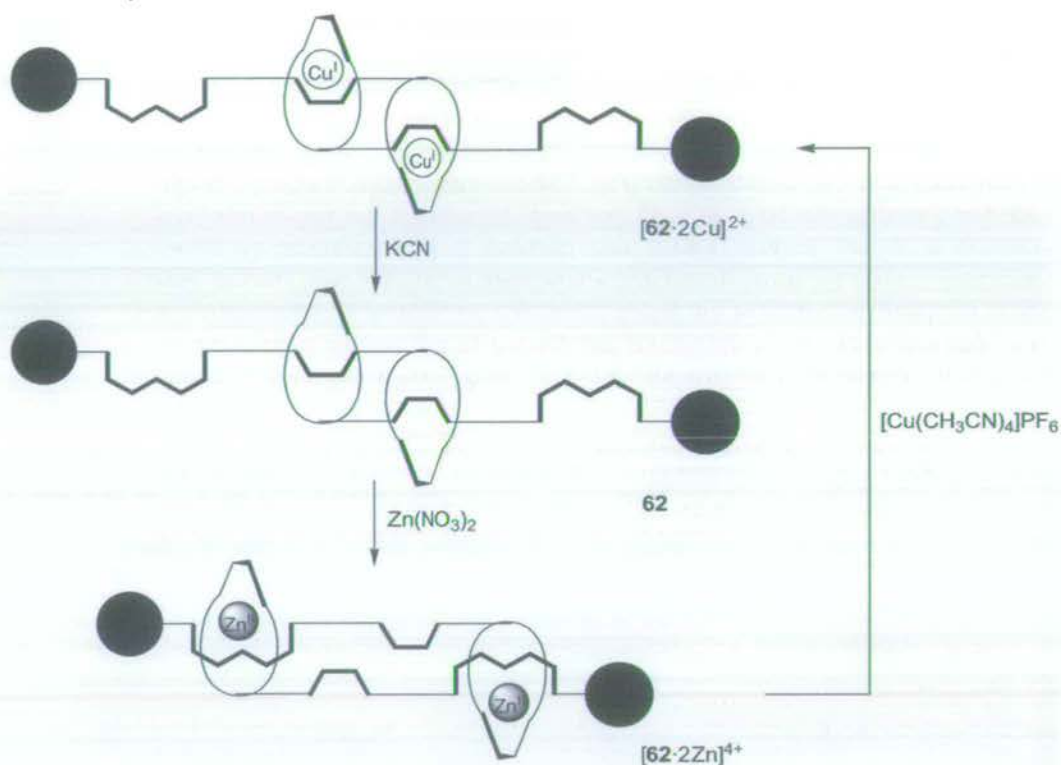 Cu^I
Cu^I
[62·2Cu]²⁺
KCN
[Cu(CH₃CN)₄]PF₆
62
Zn(NO₃)₂
Zn^II
Zn^II
[62·2Zn]⁴⁺